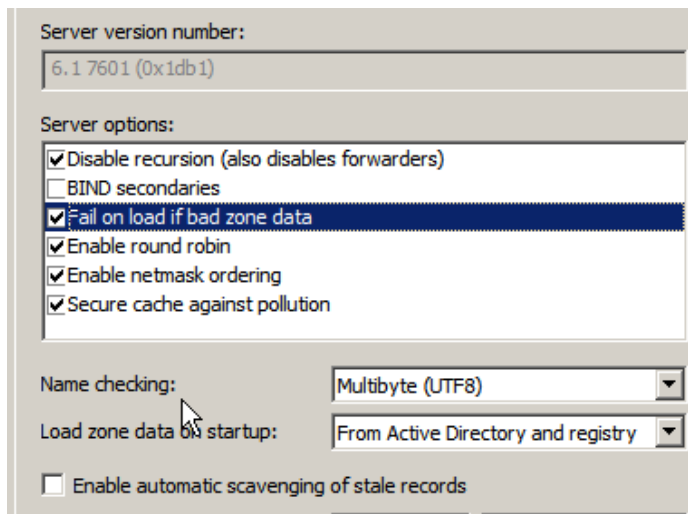 Server version number:
6.1 7601 (0x1db1)
Server options:
Disable recursion (also disables forwarders)
BIND secondaries
Fail on load if bad zone data
Enable round robin
Enable netmask ordering
Secure cache against pollution
Name checking:
Multibyte (UTF8)
Load zone data on startup:
From Active Directory and registry
Enable automatic scavenging of stale records